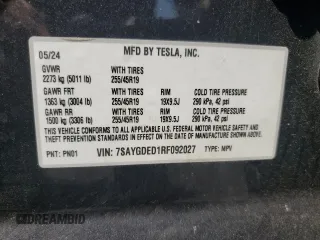 05/24 MFD BY TESLA, INC.
GVWR WITH TIRES
2273 kg (5011 lb) 255/45R19
GAWR FRT WITH TIRES RIM COLD TIRE PRESSURE
1363 kg (3004 lb) 255/45R19 19X9.5J 290 kPa, 42 psi
GAWR RR WITH TIRES RIM COLD TIRE PRESSURE
1500 kg (3306 lb) 255/45R19 19X9.5J 290 kPa, 42 psi
THIS VEHICLE CONFORMS TO ALL APPLICABLE U.S. FEDERAL MOTOR VEHICLE
SAFETY, BUMPER, AND THEFT PREVENTION STANDARDS IN EFFECT ON THE
DATE OF MANUFACTURE SHOWN ABOVE.
PNT: PN01 VIN: 7SAYGDED1RF092027 TYPE: MPV
© AUTOBIDMASTER